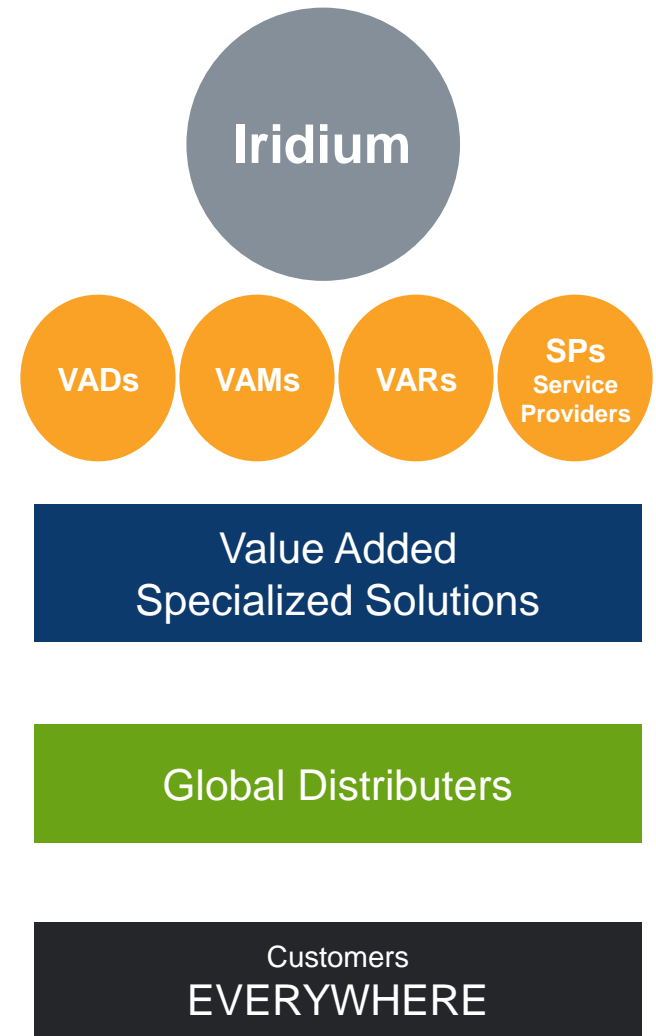 Iridium
VADs
VAMs
VARs
SPs
Service
Providers
Value Added
Specialized Solutions
Global Distributers
Customers
EVERYWHERE